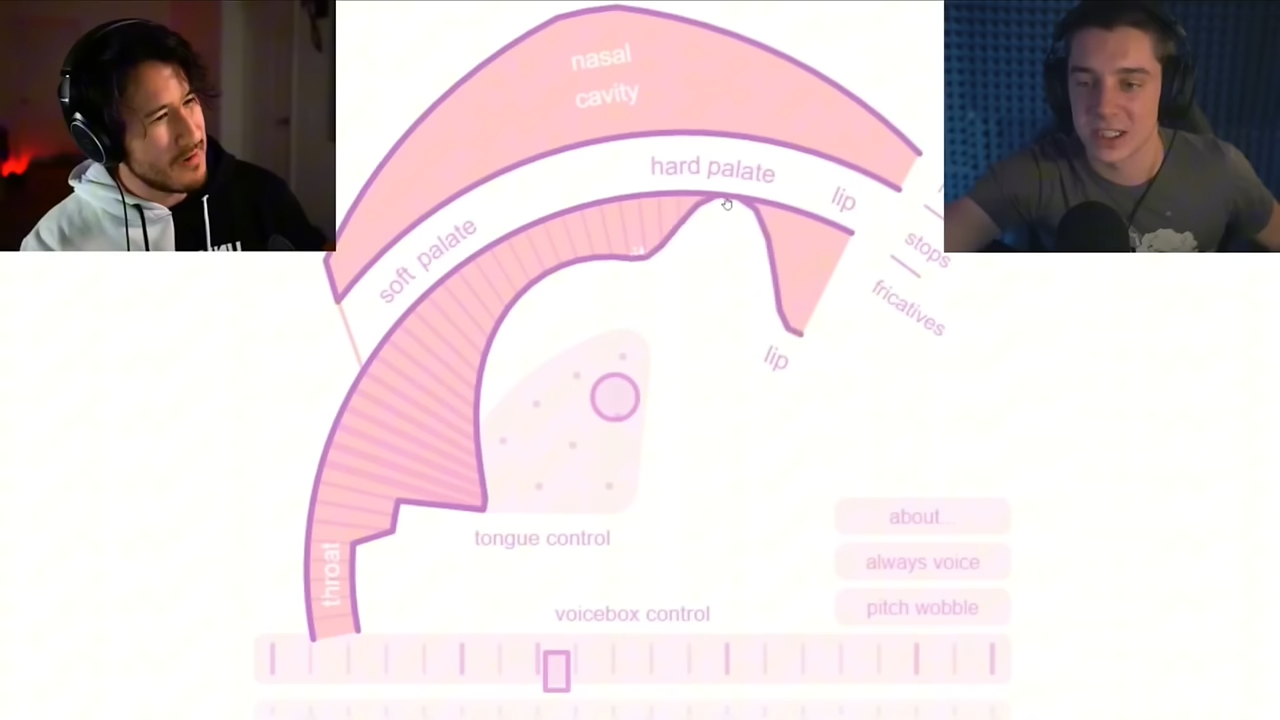 nasal
cavity
hard palate
lip
soft palate
stops
fricatives
lip
tongue control
about...
always voice
throat
pitch wobble
voicebox control